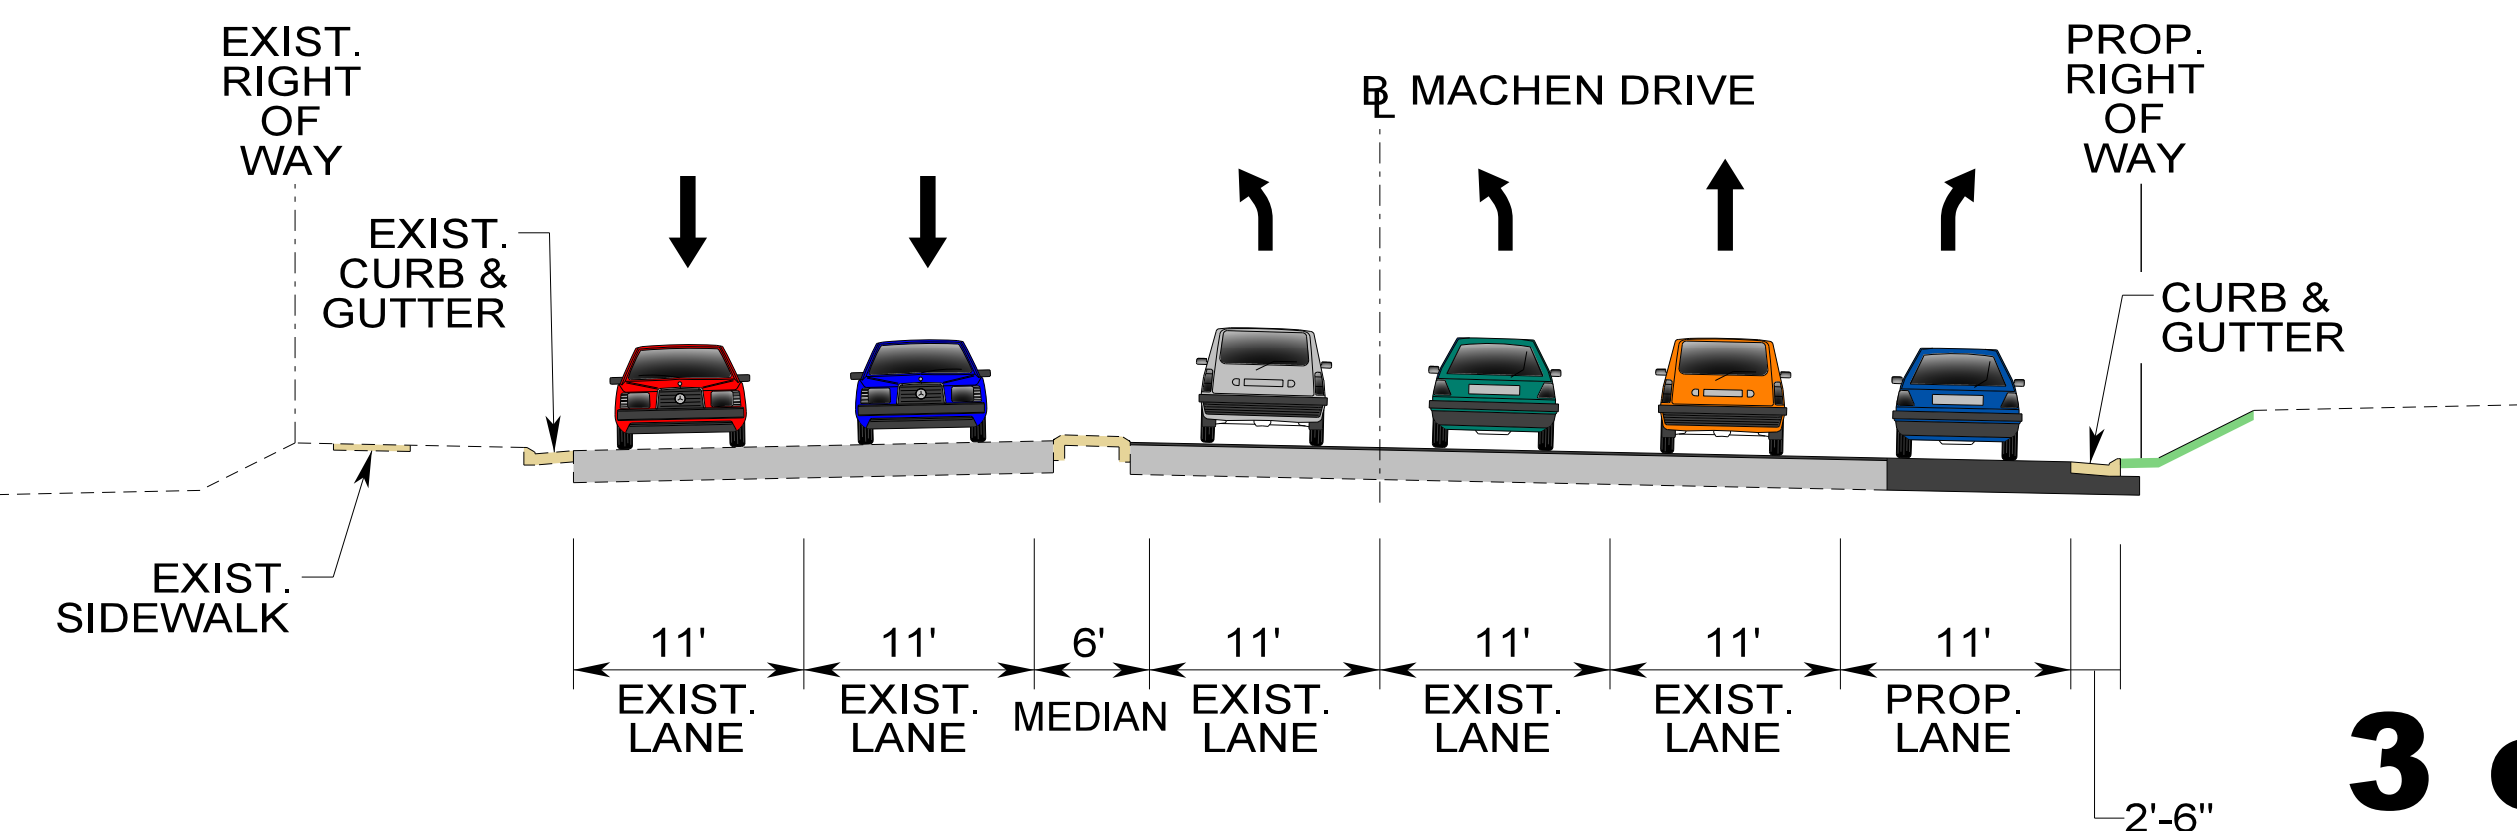 EXIST.
RIGHT
OF
WAY
BL MACHEN DRIVE
PROP.
RIGHT
OF
WAY
EXIST.
CURB &
GUTTER
CURB &
GUTTER
EXIST.
SIDEWALK
11'
EXIST.
LANE
11'
EXIST.
LANE
6'
MEDIAN
11'
EXIST.
LANE
11'
EXIST.
LANE
11'
EXIST.
LANE
11'
PROP.
LANE
2'-6"
3